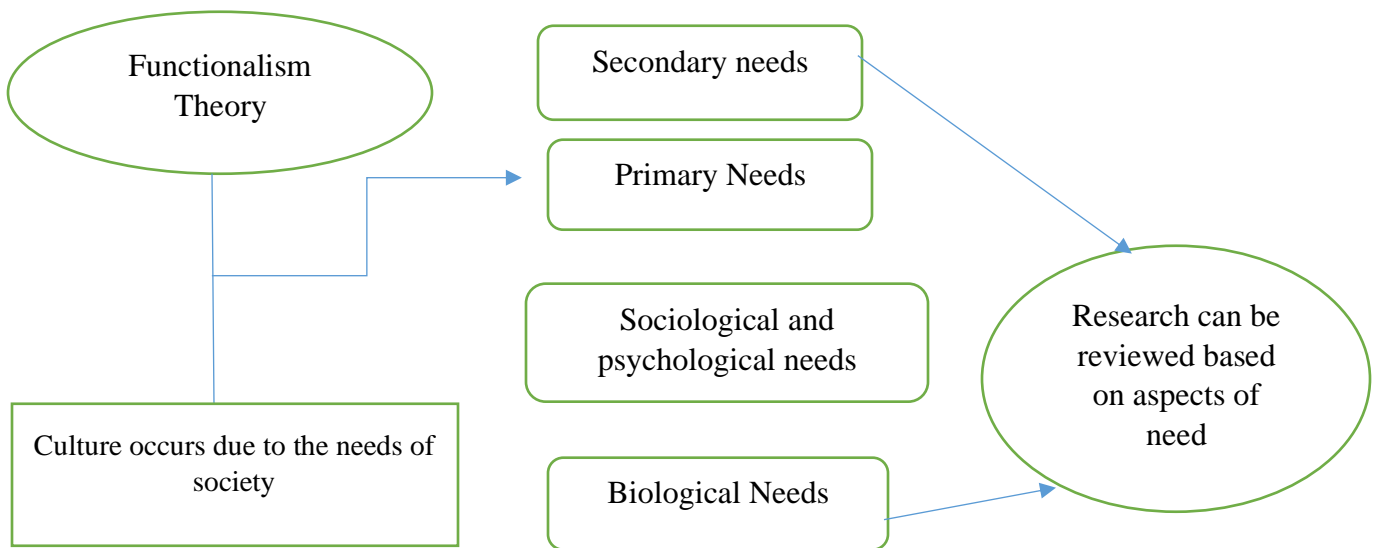 Functionalism
Theory
Culture occurs due to the needs of
society
Secondary needs
Primary Needs
Sociological and
psychological needs
Biological Needs
Research can be
reviewed based
on aspects of
need